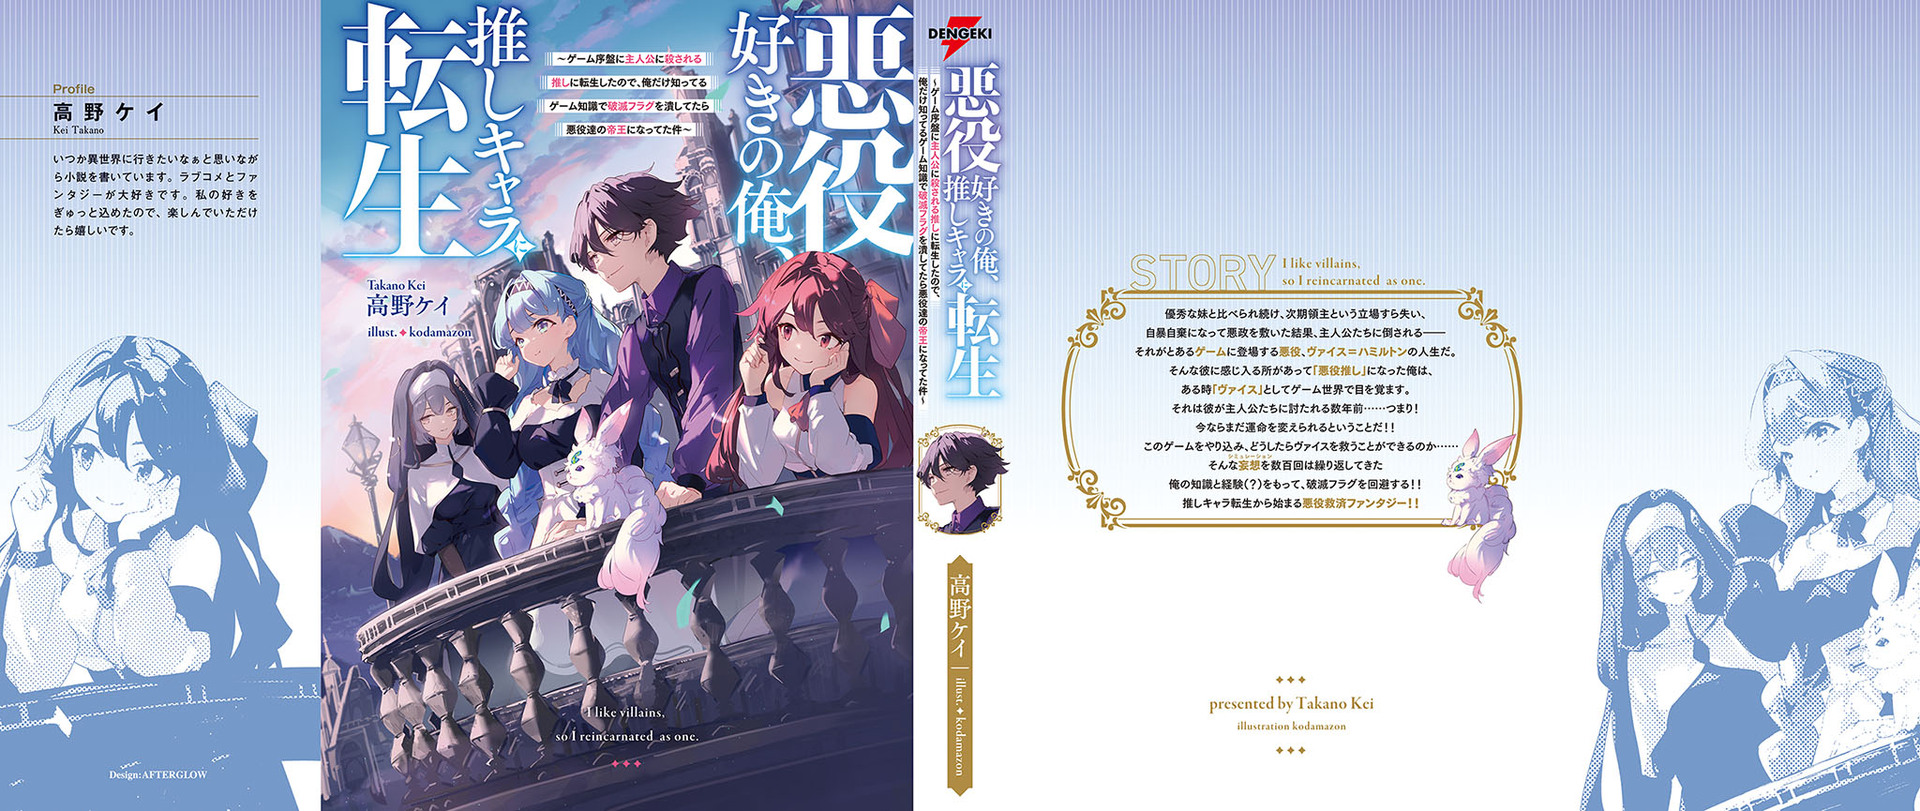 Profile
高野ケイ
Kei Takano
いつか異世界に行きたいなぁと思いなが
ら小説を書いています。ラブコメとファ
ンタジーが大好きです。私の好きを
ぎゅっと込めたので、楽しんでいただけ
たら嬉しいです。
Design:AFTERGLOW
悪役
好きの俺、
推しキャラに
転生
～ゲーム序盤に主人公に殺される
推しに転生したので、俺だけ知ってる
ゲーム知識で破滅フラグを潰してたら
悪役達の帝王になってた件～
Takano Kei
高野ケイ
illust.✦kodamazon
I like villains,
so I reincarnated as one.
DENGEKI
悪役
好きの俺、
推しキャラに
転生
～ゲーム序盤に主人公に殺される推しに転生したので、
俺だけ知ってるゲーム知識で破滅フラグを潰してたら悪役達の帝王になってた件～
高野ケイ
illust.✦kodamazon
STORY
I like villains,
so I reincarnated as one.
優秀な妹と比べられ続け、次期領主という立場すら失い、
自暴自棄になって悪政を敷いた結果、主人公たちに倒される――
それがとあるゲームに登場する悪役、ヴァイス＝ハミルトンの人生だ。
そんな彼に感じ入る所があって「悪役推し」になった俺は、
ある時「ヴァイス」としてゲーム世界で目を覚ます。
それは彼が主人公たちに討たれる数年前……つまり！
今ならまだ運命を変えられるということだ！！
このゲームをやり込み、どうしたらヴァイスを救うことができるのか……
シミュレーション
そんな妄想を数百回は繰り返してきた
俺の知識と経験(？)をもって、破滅フラグを回避する！！
推しキャラ転生から始まる悪役救済ファンタジー！！
presented by Takano Kei
illustration kodamazon